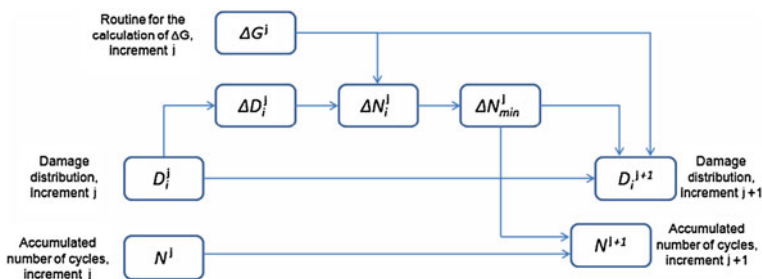 Routine for the
calculation of ΔG,
Increment j
ΔG^j
ΔD_i^j
ΔN_i^j
ΔN_min^j
Damage
distribution,
Increment j
D_i^j
D_i^j+1
Damage
distribution,
Increment j+1
Accumulated
number of cycles,
increment j
N^j
N^j+1
Accumulated
number of cycles,
increment j+1